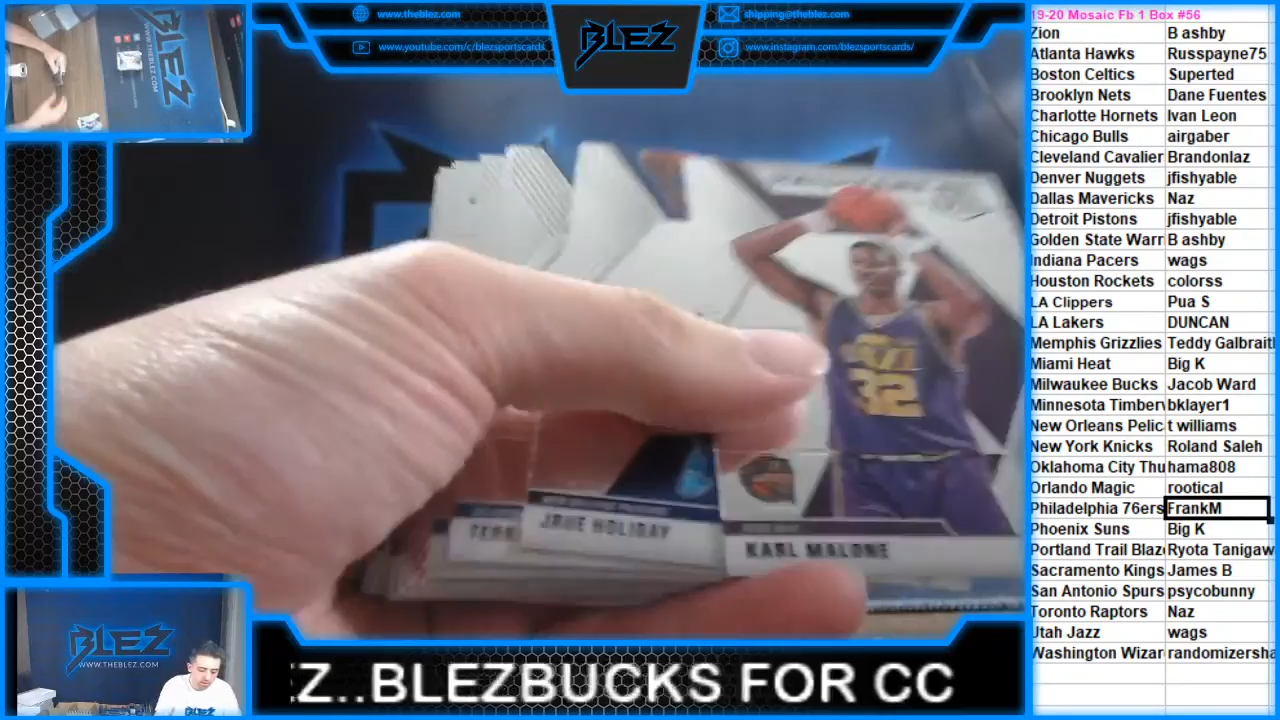 www.theblez.com
www.youtube.com/c/blezsportscards
BLEZ
shipping@theblez.com
www.instagram.com/blezsportscards/
19-20 Mosaic Fb 1 Box #56
Zion B ashby
Atlanta Hawks Russpayne75
Boston Celtics Superted
Brooklyn Nets Dane Fuentes
Charlotte Hornets Ivan Leon
Chicago Bulls airgaber
Cleveland Cavalier Brandonlaz
Denver Nuggets jfishyable
Dallas Mavericks Naz
Detroit Pistons jfishyable
Golden State Warr B ashby
Indiana Pacers wags
Houston Rockets colorss
LA Clippers Pua S
LA Lakers DUNCAN
Memphis Grizzlies Teddy Galbrait
Miami Heat Big K
Milwaukee Bucks Jacob Ward
Minnesota Timberv bklayer1
New Orleans Pelic t williams
New York Knicks Roland Saleh
Oklahoma City Thu hama808
Orlando Magic rootical
Philadelphia 76ers FrankM
Phoenix Suns Big K
Portland Trail Blaz Ryota Tanigaw
Sacramento Kings James B
San Antonio Spurs psycobunny
Toronto Raptors Naz
Utah Jazz wags
Washington Wizar randomizersha
32
JRUE HOLIDAY
KARL MALONE
BLEZ
WWW.THEBLEZ.COM
Z..BLEZBUCKS FOR CC